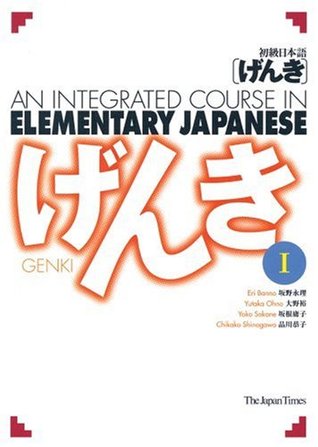 初級日本語
[げんき]
AN INTEGRATED COURSE IN
ELEMENTARY JAPANESE
げんき
GENKI
I
Eri Banno 坂野永理
Yutaka Ohno 大野裕
Yoko Sakane 坂根庸子
Chikako Shinagawa 品川恭子
The Japan Times